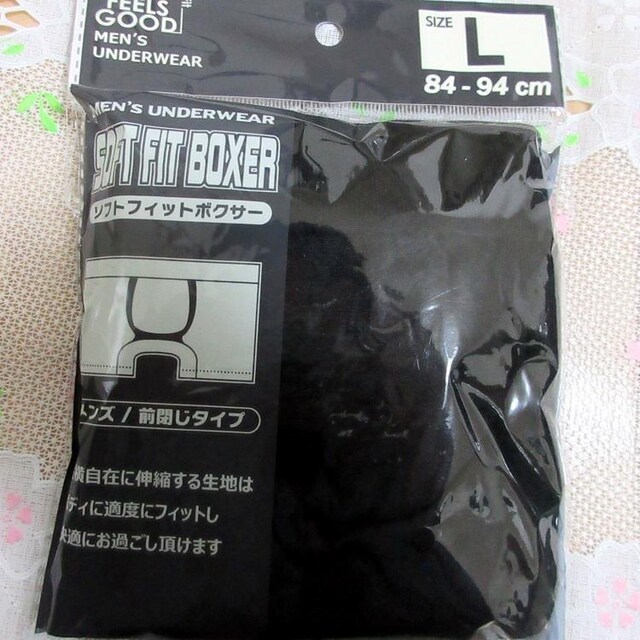 FEELS
GOOD
MEN'S
UNDERWEAR
SIZE
L
84 - 94 cm
MEN'S UNDERWEAR
SOFT FIT BOXER
ソフトフィットボクサー
メンズ / 前閉じタイプ
横自在に伸縮する生地は
ディに適度にフィットし
快適にお過ごし頂けます